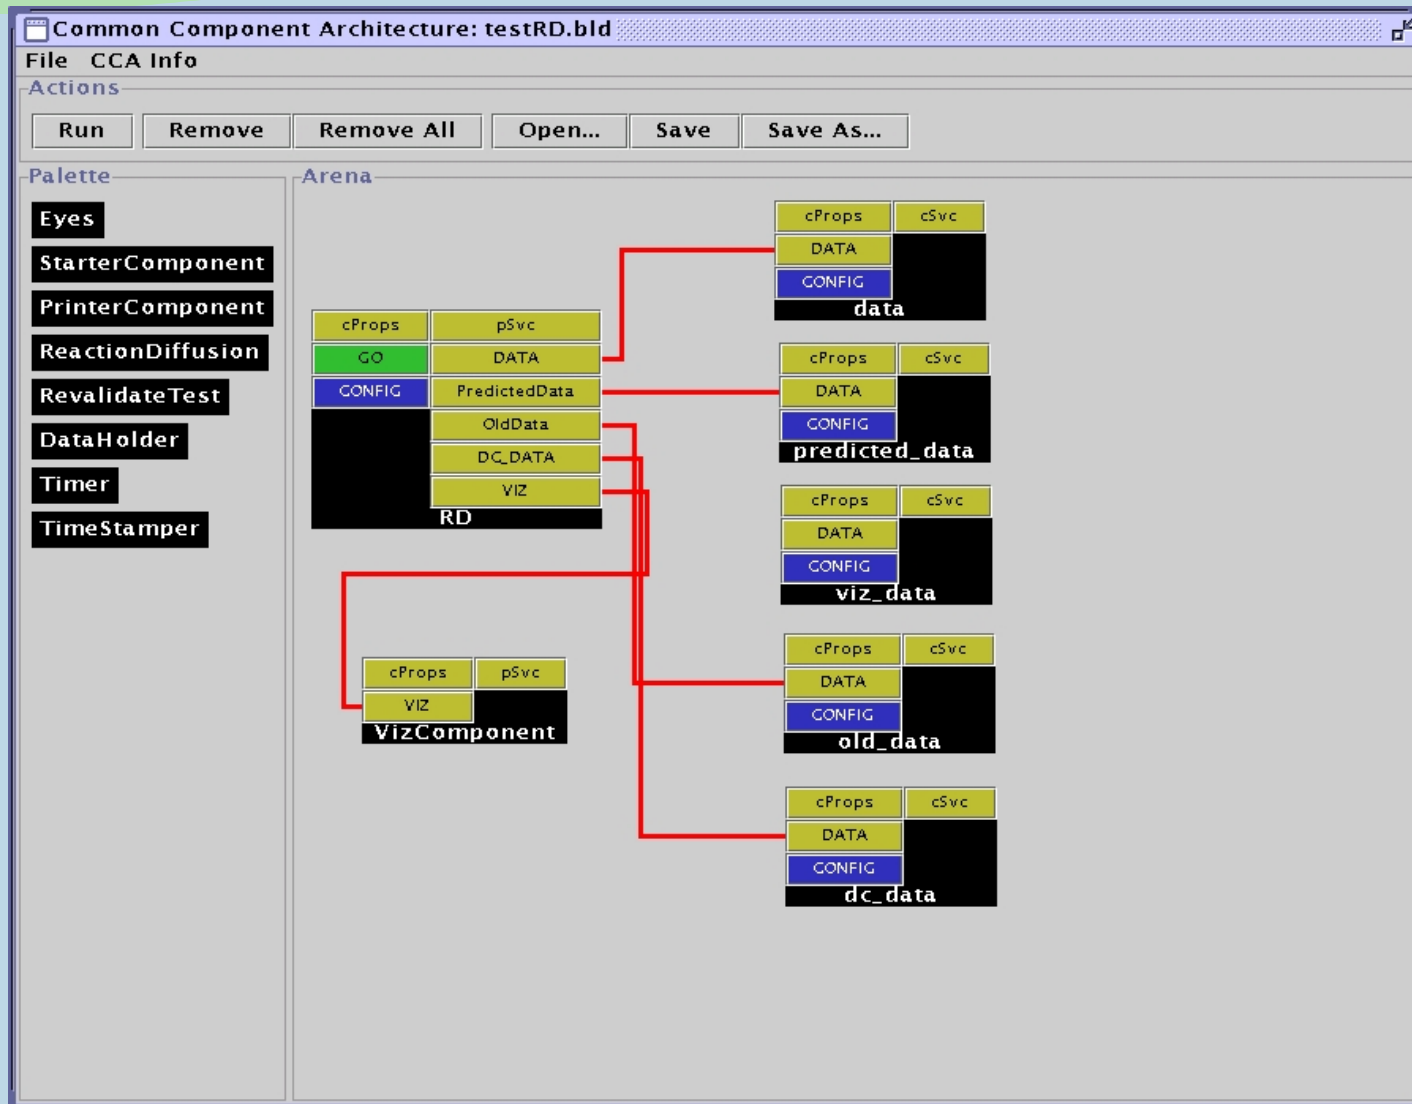 Common Component Architecture: testRD.bld
File CCA Info
Actions
Run Remove Remove All Open... Save Save As...
Palette
Eyes
StarterComponent
PrinterComponent
ReactionDiffusion
RevalidateTest
DataHolder
Timer
TimeStamper
Arena
cProps pSvc
GO DATA
CONFIG PredictedData
OldData
DC_DATA
VIZ
RD
cProps pSvc
VIZ
VizComponent
cProps cSvc
DATA
CONFIG
data
cProps cSvc
DATA
CONFIG
predicted_data
cProps cSvc
DATA
CONFIG
viz_data
cProps cSvc
DATA
CONFIG
old_data
cProps cSvc
DATA
CONFIG
dc_data